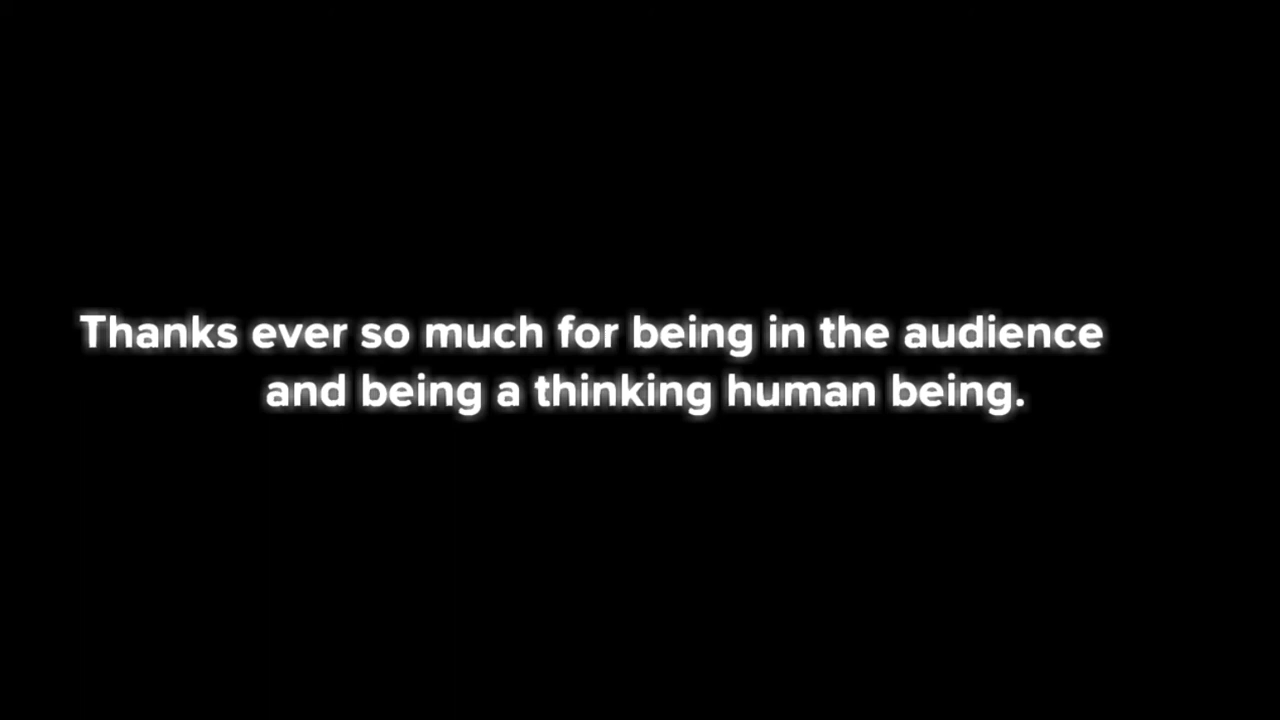 Thanks ever so much for being in the audience
and being a thinking human being.